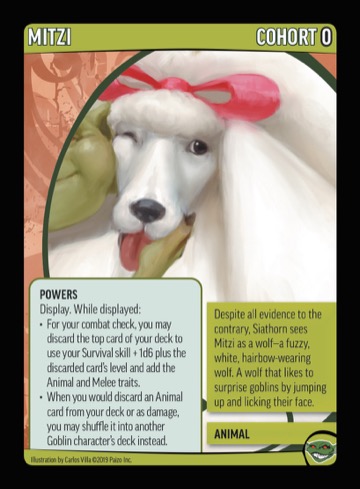 MITZI
COHORT 0
POWERS
Display. While displayed:
• For your combat check, you may
discard the top card of your deck to
use your Survival skill + 1d6 plus the
discarded card's level and add the
Animal and Melee traits.
• When you would discard an Animal
card from your deck or as damage,
you may shuffle it into another
Goblin character's deck instead.
Despite all evidence to the
contrary, Siathorn sees
Mitzi as a wolf–a fuzzy,
white, hairbow-wearing
wolf. A wolf that likes to
surprise goblins by jumping
up and licking their face.
ANIMAL
Illustration by Carlos Villa ©2019 Paizo Inc.